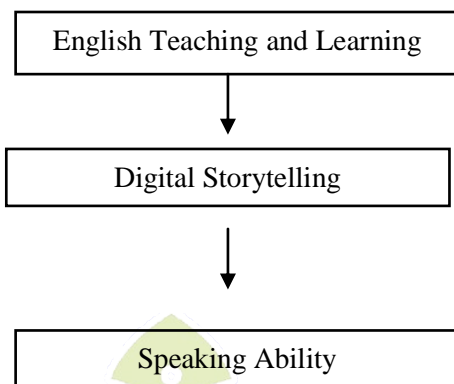 English Teaching and Learning
Digital Storytelling
Speaking Ability